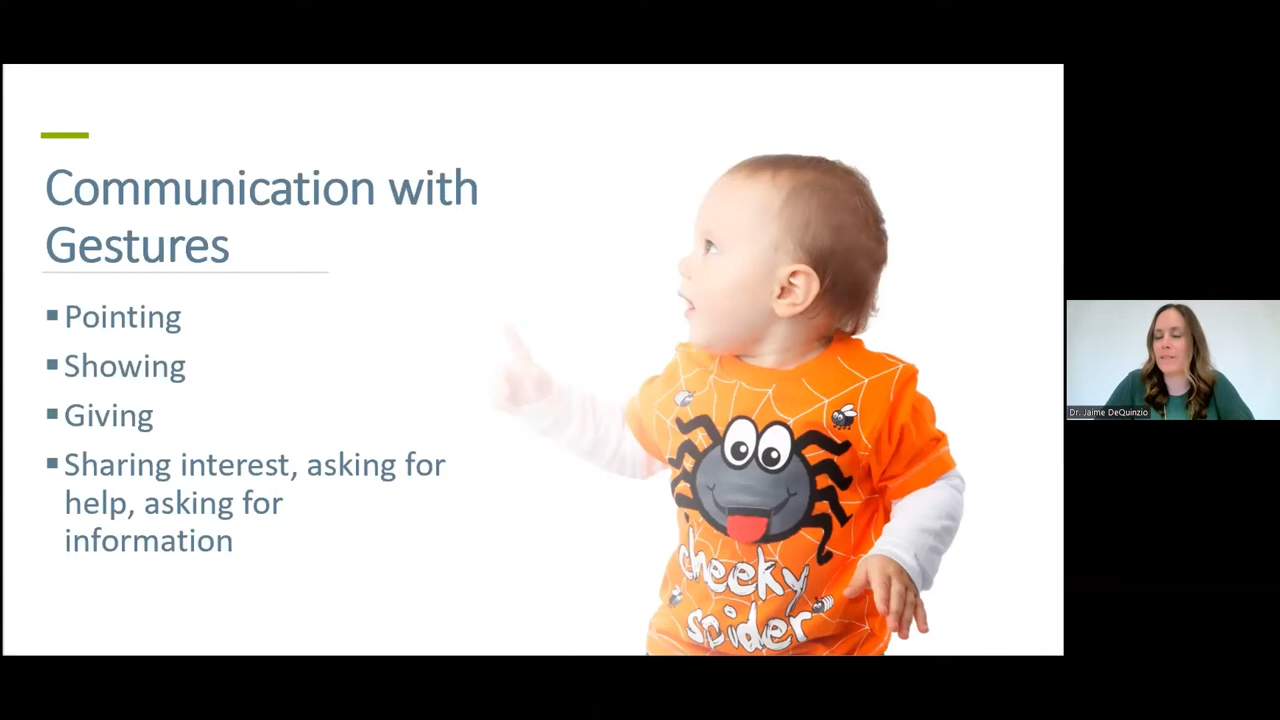 Communication with
Gestures
Pointing
Showing
Giving
Sharing interest, asking for
help, asking for
information
cheeky
spider
Dr. Jaime DeQuinzio